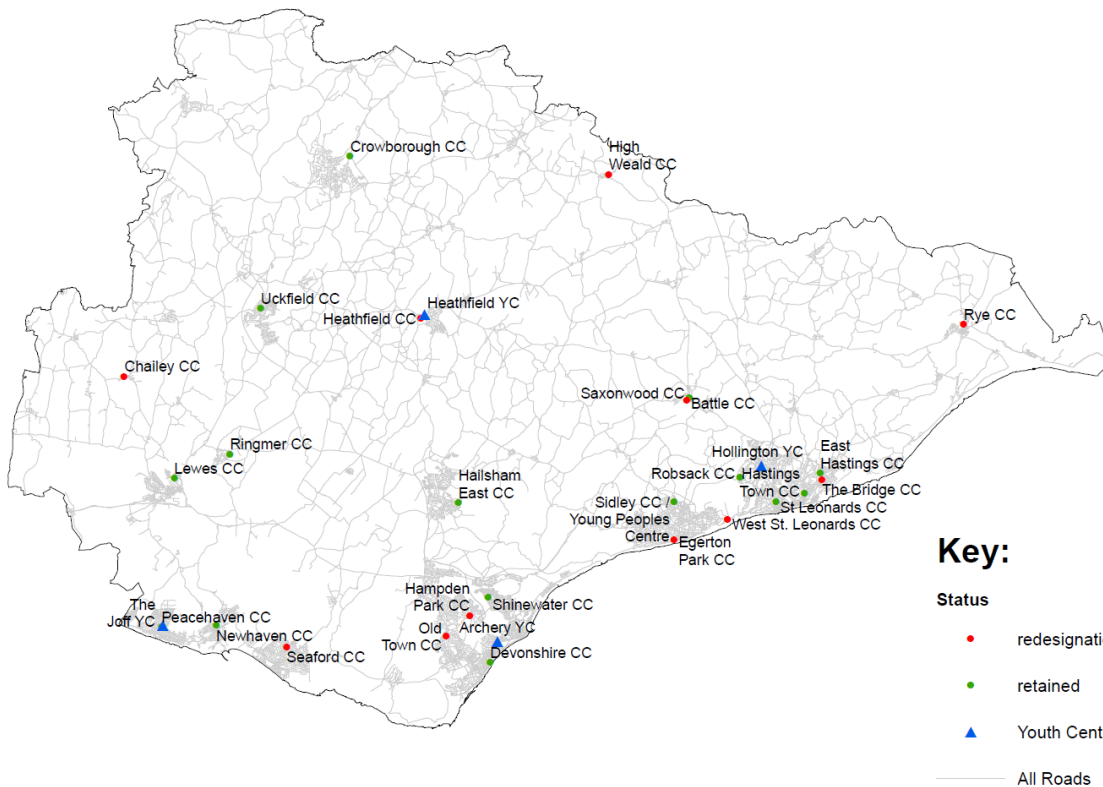 Crowborough CC
High
Weald CC
Uckfield CC
Heathfield YC
Heathfield CC
Rye CC
Chailey CC
Saxonwood CC
Battle CC
Ringmer CC
Lewes CC
Hailsham
East CC
Hollington YC
East
Hastings CC
Robsack CC
Hastings
Town CC
The Bridge CC
St Leonards CC
Sidley CC /
Young Peoples
Centre
West St. Leonards CC
Egerton
Park CC
Hampden
Park CC
Shinewater CC
The
Joff YC
Peacehaven CC
Newhaven CC
Seaford CC
Old
Town CC
Archery YC
Devonshire CC
Key:
Status
redesignati
retained
Youth Cent
All Roads